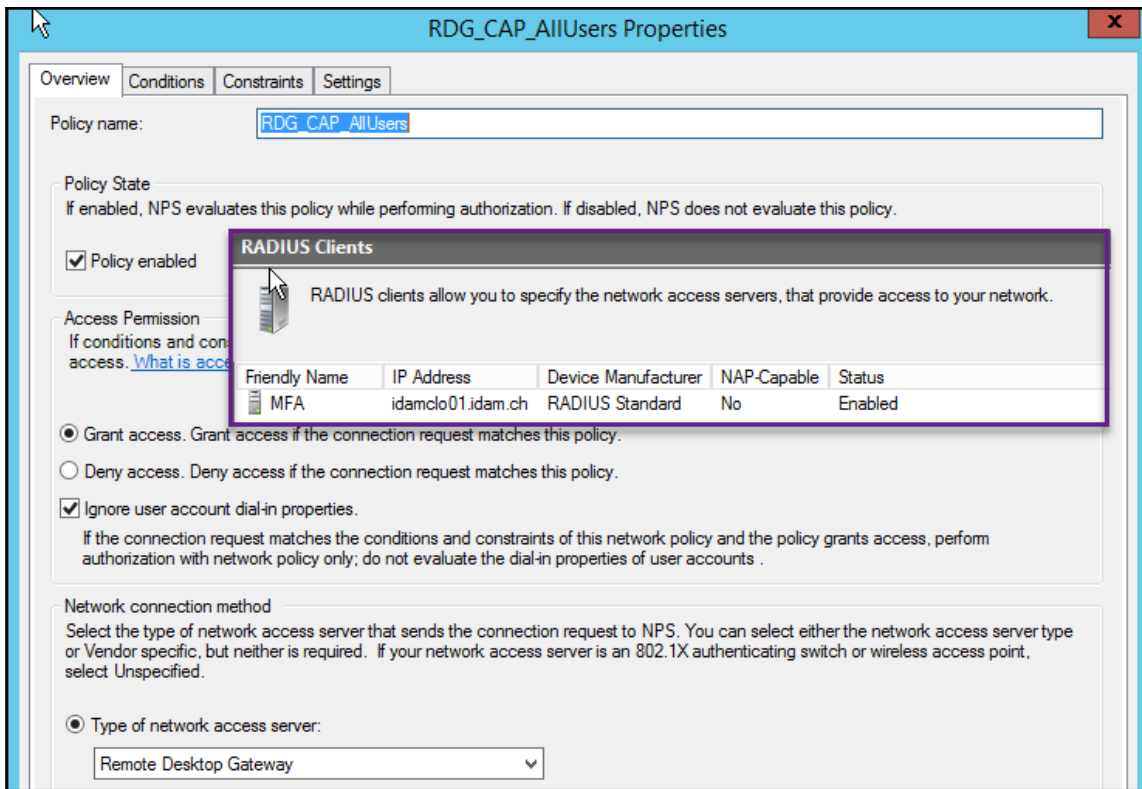 RDG_CAP_AllUsers Properties
x
Overview Conditions Constraints Settings
Policy name: RDG_CAP_AllUsers
Policy State
If enabled, NPS evaluates this policy while performing authorization. If disabled, NPS does not evaluate this policy.
Policy enabled
RADIUS Clients
RADIUS clients allow you to specify the network access servers, that provide access to your network.
Friendly Name IP Address Device Manufacturer NAP-Capable Status
MFA idamclo01.idam.ch RADIUS Standard No Enabled
Access Permission
If conditions and
access. What is
Grant access. Grant access if the connection request matches this policy.
Deny access. Deny access if the connection request matches this policy.
Ignore user account dial-in properties.
If the connection request matches the conditions and constraints of this network policy and the policy grants access, perform
authorization with network policy only; do not evaluate the dial-in properties of user accounts .
Network connection method
Select the type of network access server that sends the connection request to NPS. You can select either the network access server type
or Vendor specific, but neither is required. If your network access server is an 802.1X authenticating switch or wireless access point,
select Unspecified.
Type of network access server:
Remote Desktop Gateway